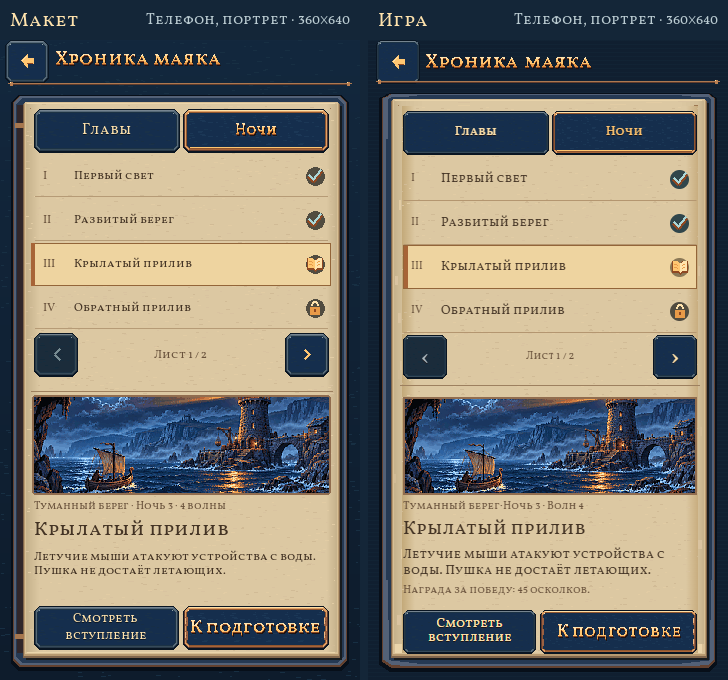 Макет
Телефон, портрет · 360×640
Хроника маяка
Главы
Ночи
I Первый свет
II Разбитый берег
III Крылатый прилив
IV Обратный прилив
Лист 1 / 2
Туманный берег · Ночь 3 · 4 волны
Крылатый прилив
Летучие мыши атакуют устройства с воды.
Пушка не достаёт летающих.
Смотреть
вступление
К подготовке
Игра
Телефон, портрет · 360×640
Хроника маяка
Главы
Ночи
I Первый свет
II Разбитый берег
III Крылатый прилив
IV Обратный прилив
Лист 1 / 2
Туманный берег·Ночь 3 · Волн 4
Крылатый прилив
Летучие мыши атакуют устройства с
воды. Пушка не достаёт летающих.
Награда за победу: 45 осколков.
Смотреть
вступление
К подготовке